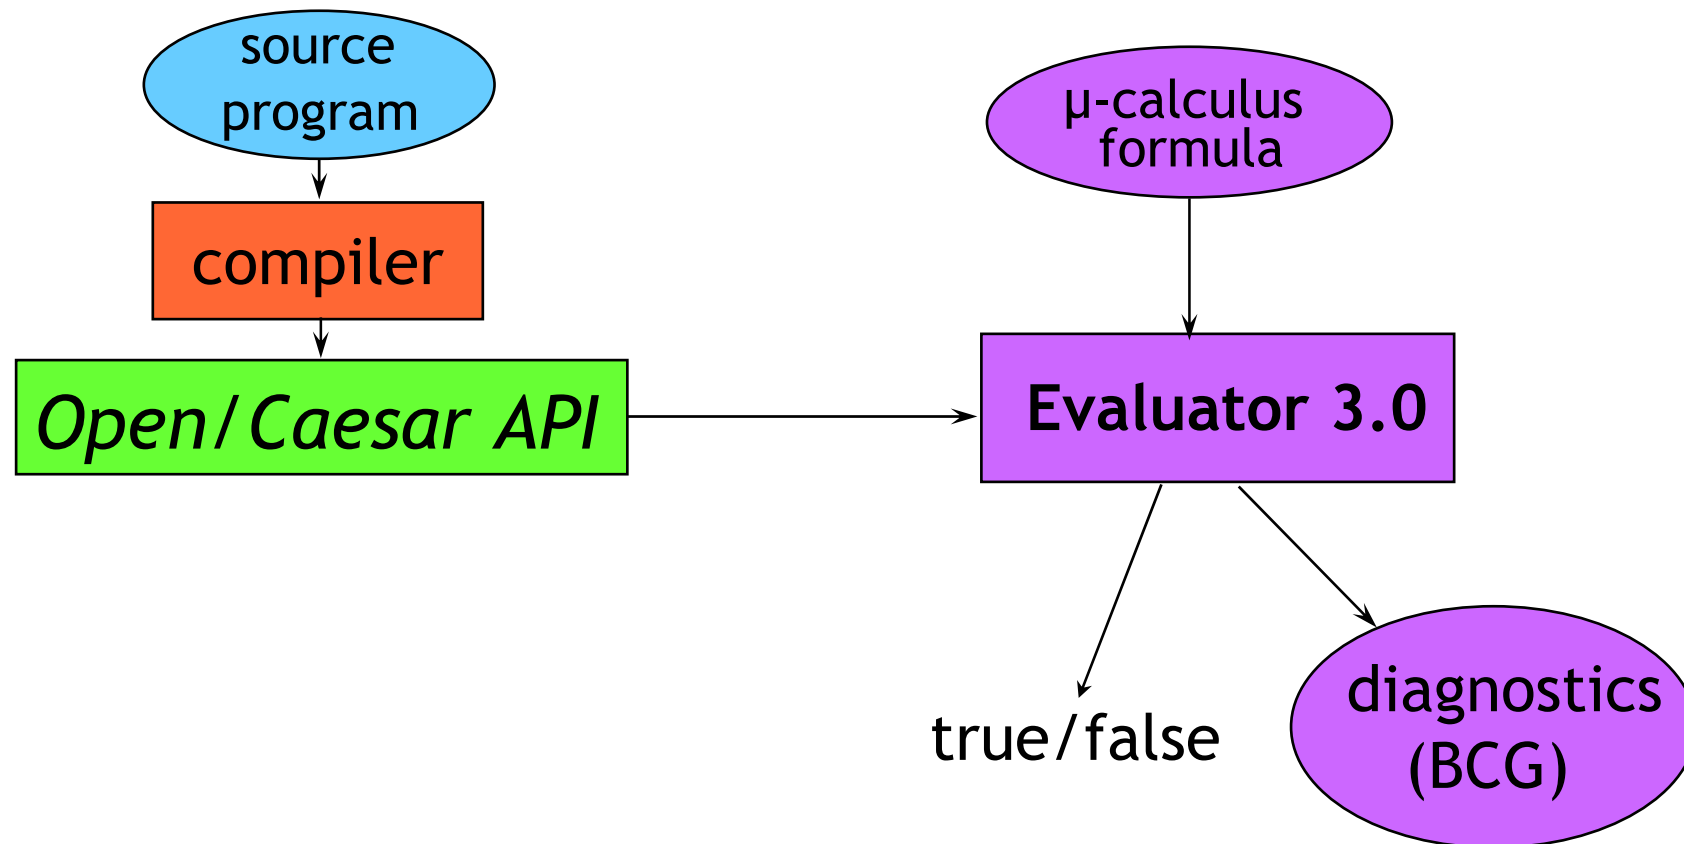 source
program
µ-calculus
formula
compiler
Open/Caesar API
Evaluator 3.0
true/false
diagnostics
(BCG)